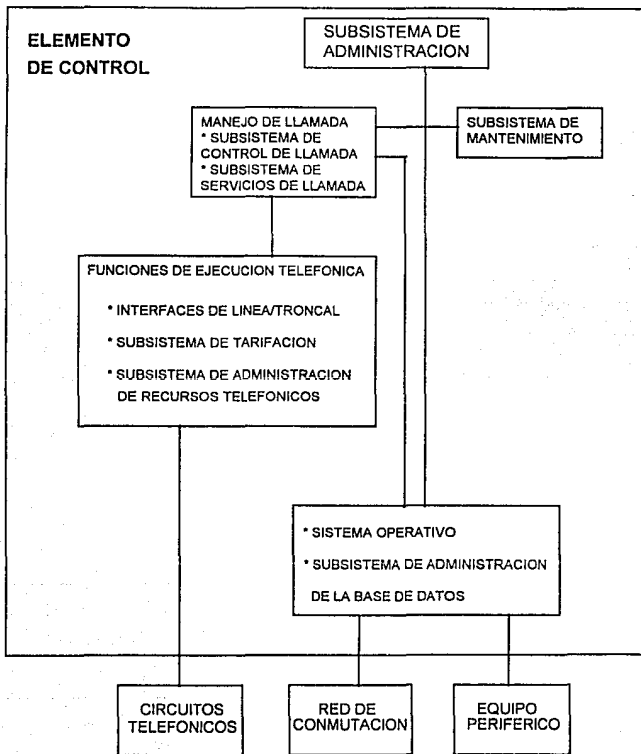 ELEMENTO
DE CONTROL
SUBSISTEMA DE
ADMINISTRACION
MANEJO DE LLAMADA
* SUBSISTEMA DE
CONTROL DE LLAMADA
* SUBSISTEMA DE
SERVICIOS DE LLAMADA
SUBSISTEMA DE
MANTENIMIENTO
FUNCIONES DE EJECUCION TELEFONICA
* INTERFACES DE LINEA/TRONCAL
* SUBSISTEMA DE TARIFACION
* SUBSISTEMA DE ADMINISTRACION
DE RECURSOS TELEFONICOS
* SISTEMA OPERATIVO
* SUBSISTEMA DE ADMINISTRACION
DE LA BASE DE DATOS
CIRCUITOS
TELEFONICOS
RED DE
CONMUTACION
EQUIPO
PERIFERICO